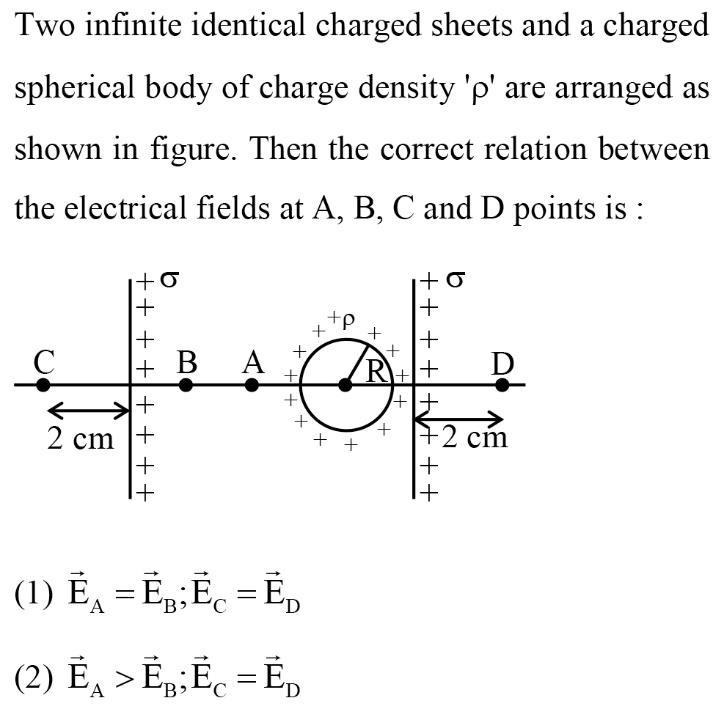 Two infinite identical charged sheets and a charged
spherical body of charge density 'ρ' are arranged as
shown in figure. Then the correct relation between
the electrical fields at A, B, C and D points is :
+ σ + σ
+ +
+ρ
+ + +
+ + + + +
C B A R D
+ + + +
+ + + +
2 cm + + + + + 2 cm
+ +
+ +
(1) E⃗_A = E⃗_B; E⃗_C = E⃗_D
(2) E⃗_A > E⃗_B; E⃗_C = E⃗_D